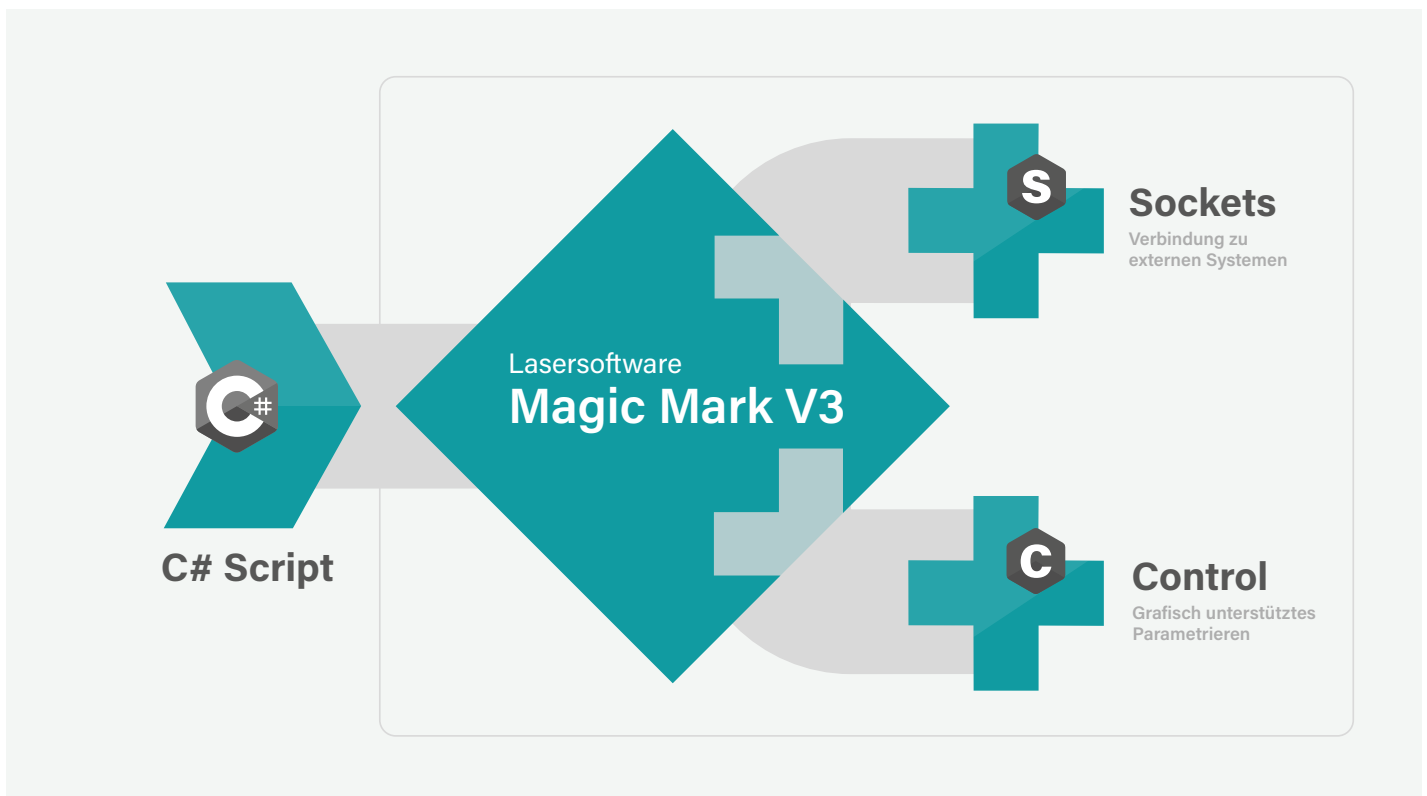 C#
C# Script
Lasersoftware
Magic Mark V3
S
Sockets
Verbindung zu
externen Systemen
C
Control
Grafisch unterstütztes
Parametrieren